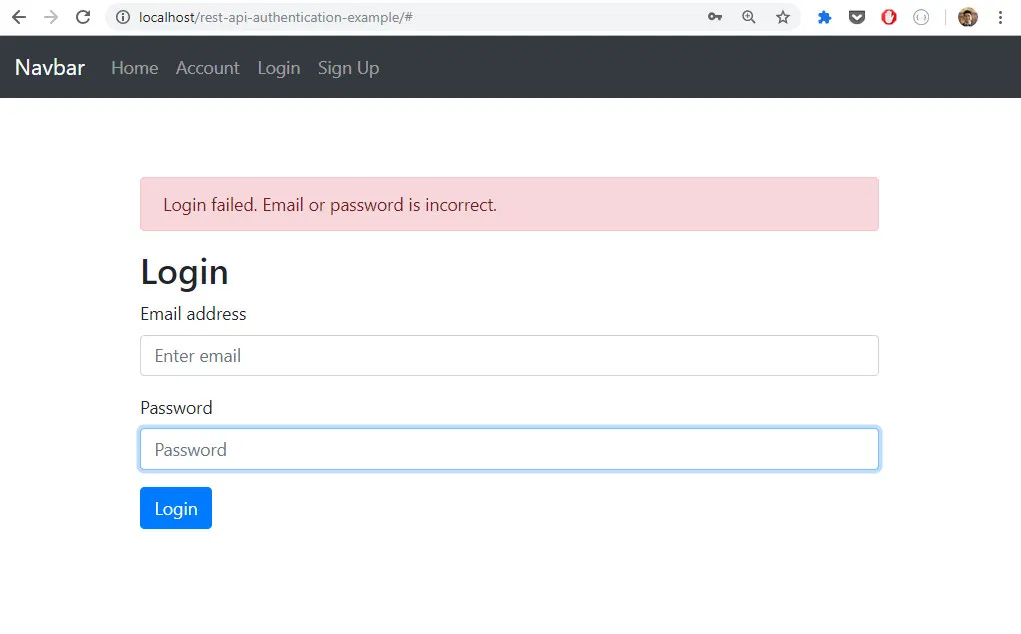 localhost/rest-api-authentication-example/#
Navbar Home Account Login Sign Up
Login failed. Email or password is incorrect.
Login
Email address
Enter email
Password
Password
Login